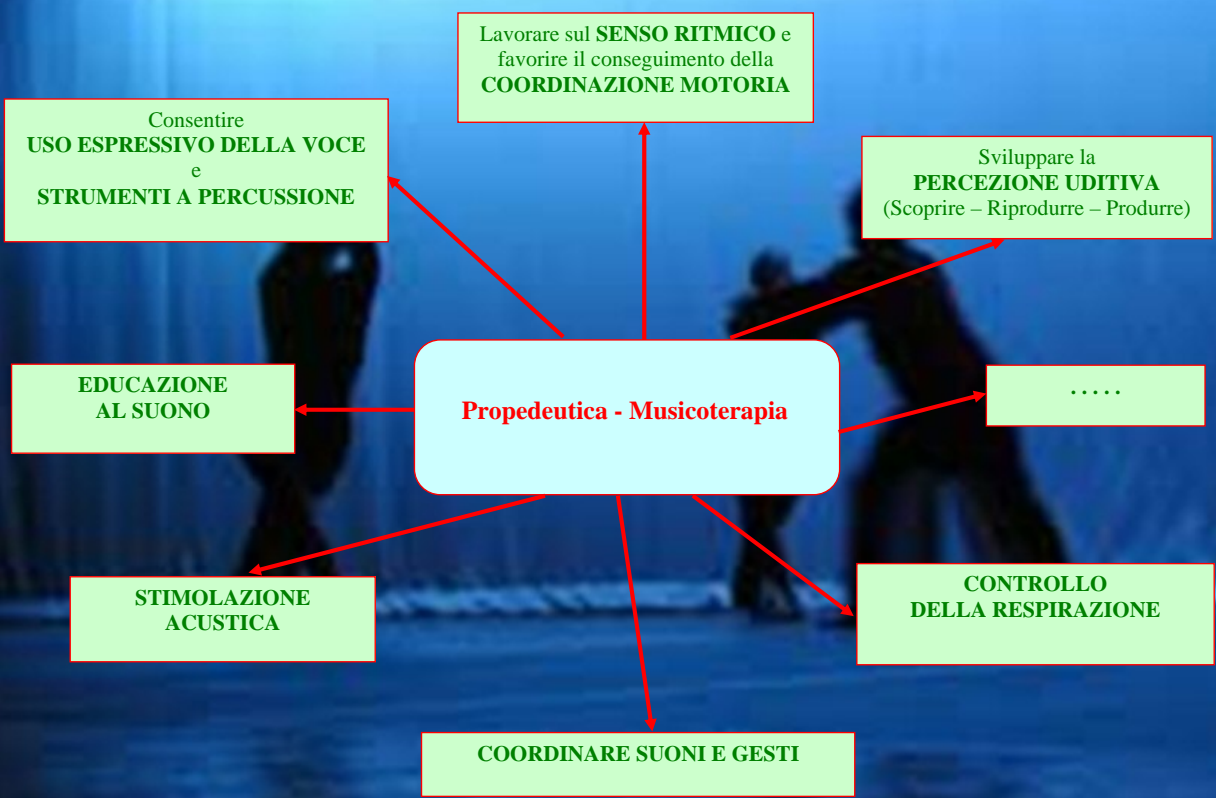 Lavorare sul SENSO RITMICO e
favorire il conseguimento della
COORDINAZIONE MOTORIA
Consentire
USO ESPRESSIVO DELLA VOCE
e
STRUMENTI A PERCUSSIONE
Sviluppare la
PERCEZIONE UDITIVA
(Scoprire – Riprodurre – Produrre)
EDUCAZIONE
AL SUONO
Propedeutica - Musicoterapia
. . . . .
STIMOLAZIONE
ACUSTICA
CONTROLLO
DELLA RESPIRAZIONE
COORDINARE SUONI E GESTI